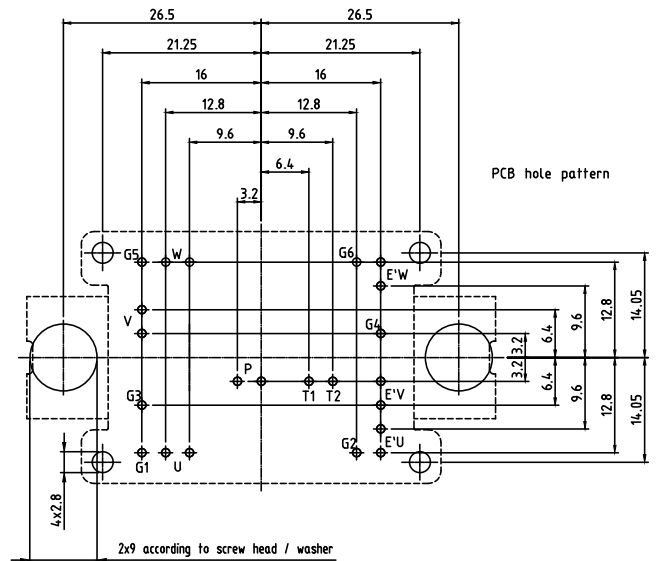 26.5 26.5
21.25 21.25
16 16
12.8 12.8
9.6 9.6
6.4
3.2
PCB hole pattern
G5 W G6
E'W
V G4
P
T1 T2 E'V
G3
G2 E'U
G1 U
3.2 3.2
6.4 6.4
9.6 9.6
12.8 12.8
14.05 14.05
4x2.8
2x9 according to screw head / washer